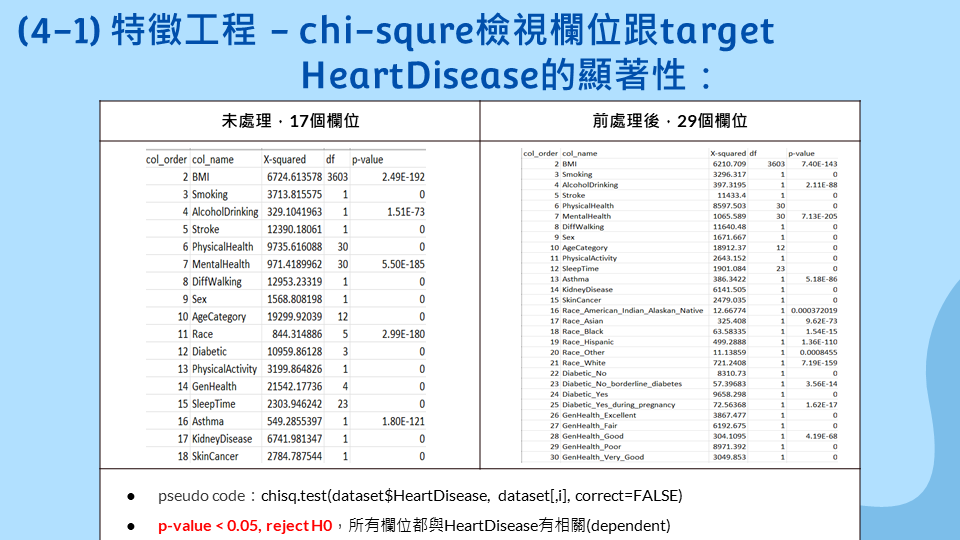 (4-1) 特徵工程 - chi-squre檢視欄位跟target
HeartDisease的顯著性：
未處理，17個欄位
前處理後，29個欄位
col_order col_name X-squared df p-value
2 BMI 6724.613578 3603 2.49E-192
3 Smoking 3713.815575 1 0
4 AlcoholDrinking 329.1041963 1 1.51E-73
5 Stroke 12390.18061 1 0
6 PhysicalHealth 9735.616088 30 0
7 MentalHealth 971.4189962 30 5.50E-185
8 DiffWalking 12953.23319 1 0
9 Sex 1568.808198 1 0
10 AgeCategory 19299.92039 12 0
11 Race 844.314886 5 2.99E-180
12 Diabetic 10959.86128 3 0
13 PhysicalActivity 3199.864826 1 0
14 GenHealth 21542.17736 4 0
15 SleepTime 2303.946242 23 0
16 Asthma 549.2855397 1 1.80E-121
17 KidneyDisease 6741.981347 1 0
18 SkinCancer 2784.787544 1 0
col_order col_name X-squared df p-value
2 BMI 6210.709 3603 7.40E-143
3 Smoking 3296.317 1 0
4 AlcoholDrinking 397.3195 1 2.11E-88
5 Stroke 11433.4 1 0
6 PhysicalHealth 8597.503 30 0
7 MentalHealth 1065.589 30 7.13E-205
8 DiffWalking 11640.48 1 0
9 Sex 1671.667 1 0
10 AgeCategory 18912.37 12 0
11 PhysicalActivity 2643.152 1 0
12 SleepTime 1901.084 23 0
13 Asthma 386.3422 1 5.18E-86
14 KidneyDisease 6141.505 1 0
15 SkinCancer 2479.035 1 0
16 Race_American_Indian_Alaskan_Native 12.66774 1 0.000372019
17 Race_Asian 325.408 1 9.62E-73
18 Race_Black 63.58335 1 1.54E-15
19 Race_Hispanic 499.2888 1 1.36E-110
20 Race_Other 11.13859 1 0.0008455
21 Race_White 721.2408 1 7.19E-159
22 Diabetic_No 8310.73 1 0
23 Diabetic_No_borderline_diabetes 57.39683 1 3.56E-14
24 Diabetic_Yes 9658.298 1 0
25 Diabetic_Yes_during_pregnancy 72.56368 1 1.62E-17
26 GenHealth_Excellent 3867.477 1 0
27 GenHealth_Fair 6192.675 1 0
28 GenHealth_Good 304.1095 1 4.19E-68
29 GenHealth_Poor 8971.392 1 0
30 GenHealth_Very_Good 3049.853 1 0
● pseudo code：chisq.test(dataset$HeartDisease, dataset[,i], correct=FALSE)
● p-value < 0.05, reject H0，所有欄位都與HeartDisease有相關(dependent)